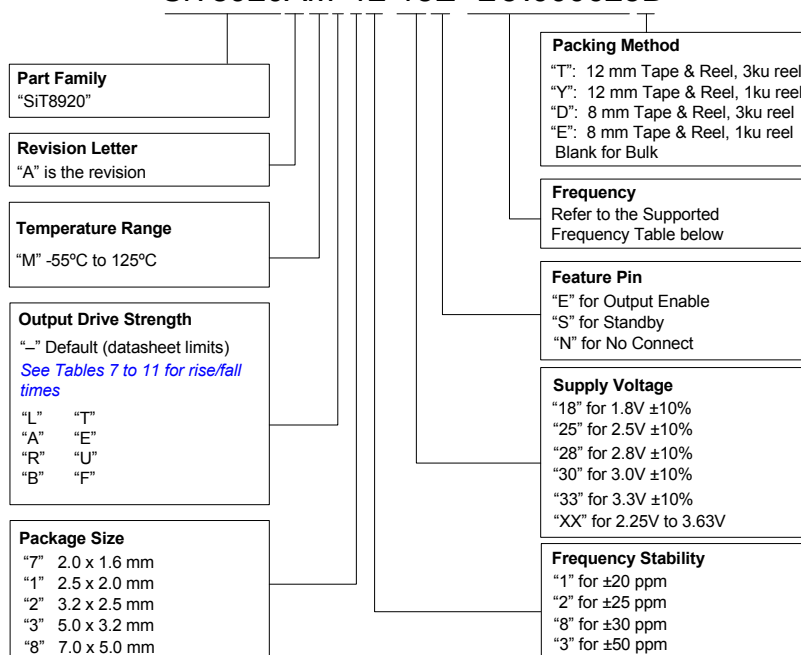 Part Family
“SiT8920”
Revision Letter
“A” is the revision
Temperature Range
“M” -55ºC to 125ºC
Output Drive Strength
“–” Default (datasheet limits)
See Tables 7 to 11 for rise/fall
times
“L” “T”
“A” “E”
“R” “U”
“B” “F”
Package Size
“7” 2.0 x 1.6 mm
“1” 2.5 x 2.0 mm
“2” 3.2 x 2.5 mm
“3” 5.0 x 3.2 mm
“8” 7.0 x 5.0 mm
Packing Method
“T”: 12 mm Tape & Reel, 3ku reel
“Y”: 12 mm Tape & Reel, 1ku reel
“D”: 8 mm Tape & Reel, 3ku reel
“E”: 8 mm Tape & Reel, 1ku reel
Blank for Bulk
Frequency
Refer to the Supported
Frequency Table below
Feature Pin
“E” for Output Enable
“S” for Standby
“N” for No Connect
Supply Voltage
“18” for 1.8V ±10%
“25” for 2.5V ±10%
“28” for 2.8V ±10%
“30” for 3.0V ±10%
“33” for 3.3V ±10%
“XX” for 2.25V to 3.63V
Frequency Stability
“1” for ±20 ppm
“2” for ±25 ppm
“8” for ±30 ppm
“3” for ±50 ppm